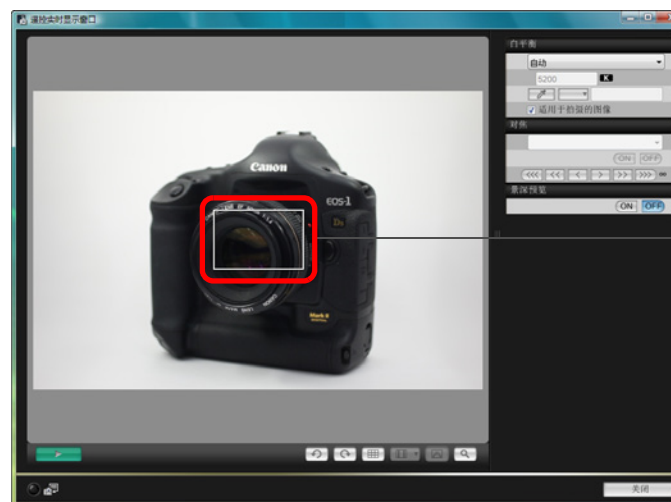 遥控实时显示窗口
白平衡
自动
5200 K
适用于拍摄的图像
对焦
ON OFF
<<< << < > >> >>> ∞
景深预览
ON OFF
Canon
EOS-1
Ds
Mark II
关闭